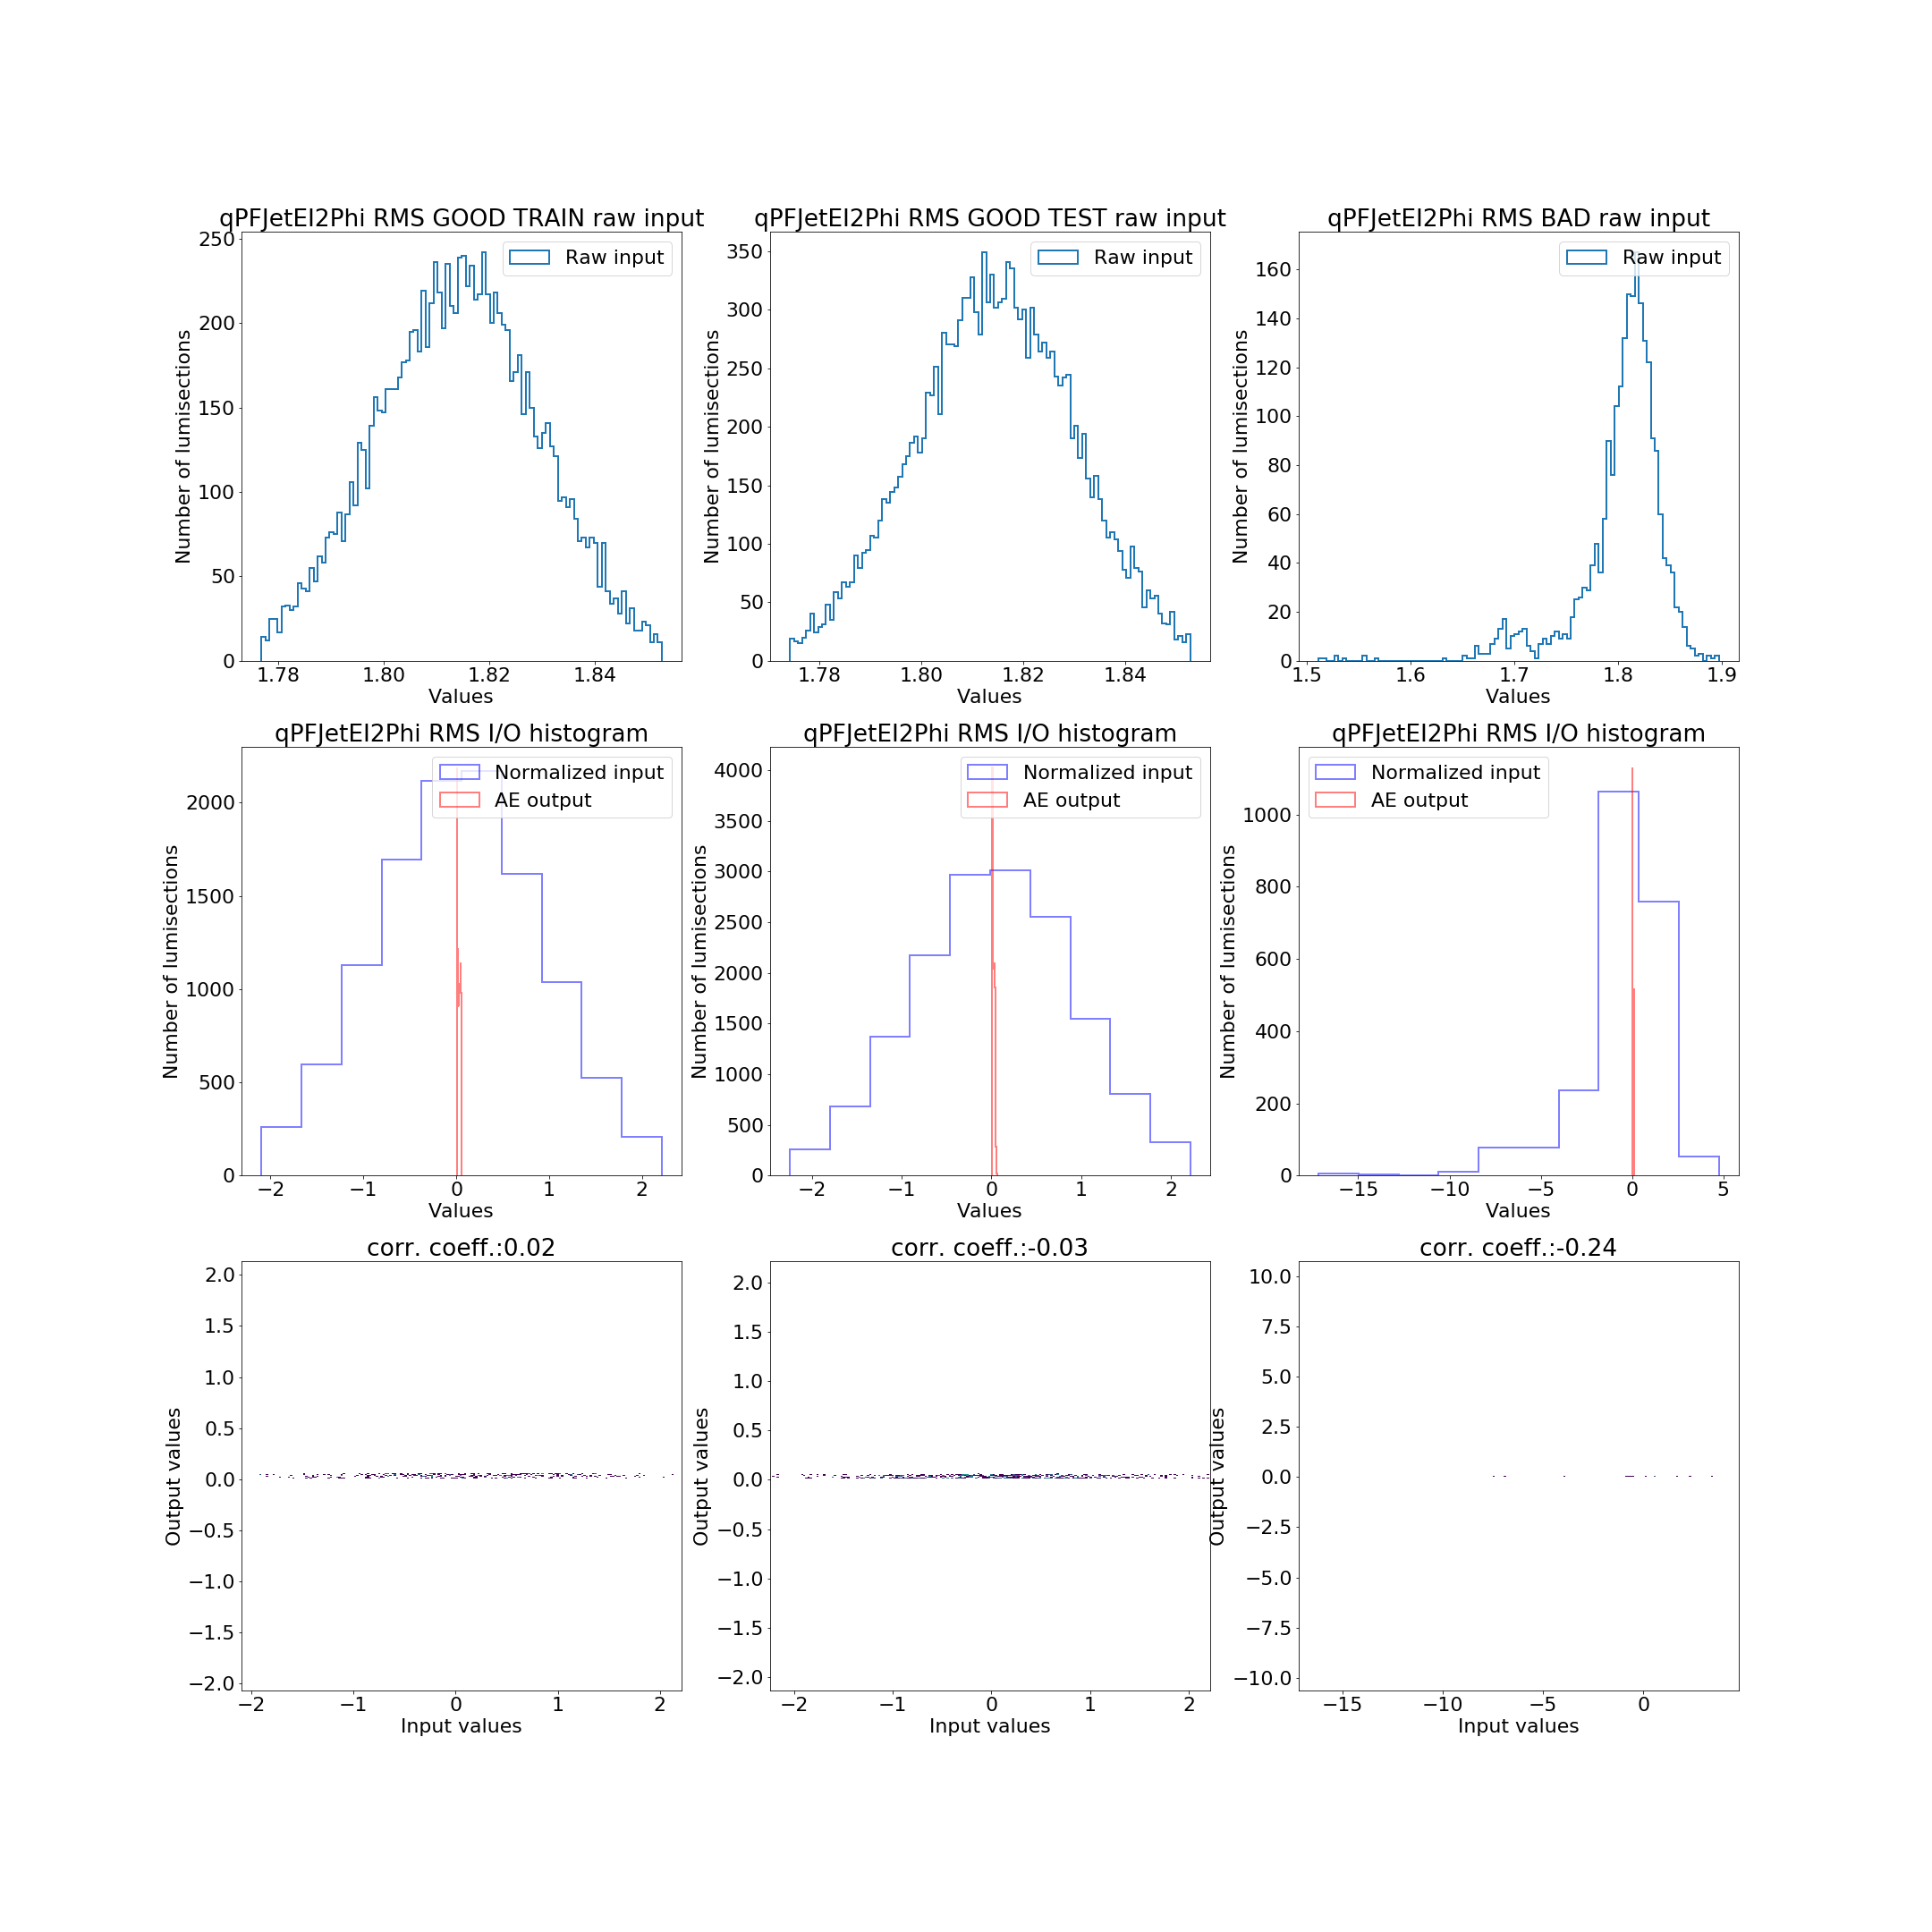 qPFJetEI2Phi RMS GOOD TRAIN raw input
qPFJetEI2Phi RMS GOOD TEST raw input
qPFJetEI2Phi RMS BAD raw input
Raw input
Raw input
Raw input
Number of lumisections
250
200
150
100
50
0
1.78 1.80 1.82 1.84
Values
Number of lumisections
350
300
250
200
150
100
50
0
1.78 1.80 1.82 1.84
Values
Number of lumisections
160
140
120
100
80
60
40
20
0
1.5 1.6 1.7 1.8 1.9
Values
qPFJetEI2Phi RMS I/O histogram
qPFJetEI2Phi RMS I/O histogram
qPFJetEI2Phi RMS I/O histogram
Normalized input
AE output
Number of lumisections
2000
1500
1000
500
0
−2 −1 0 1 2
Values
Normalized input
AE output
Number of lumisections
4000
3500
3000
2500
2000
1500
1000
500
0
−2 −1 0 1 2
Values
Normalized input
AE output
Number of lumisections
1000
800
600
400
200
0
−15 −10 −5 0 5
Values
corr. coeff.:0.02
corr. coeff.:-0.03
corr. coeff.:-0.24
Output values
2.0
1.5
1.0
0.5
0.0
−0.5
−1.0
−1.5
−2.0
−2 −1 0 1 2
Input values
Output values
2.0
1.5
1.0
0.5
0.0
−0.5
−1.0
−1.5
−2.0
−2 −1 0 1 2
Input values
Output values
10.0
7.5
5.0
2.5
0.0
−2.5
−5.0
−7.5
−10.0
−15 −10 −5 0
Input values